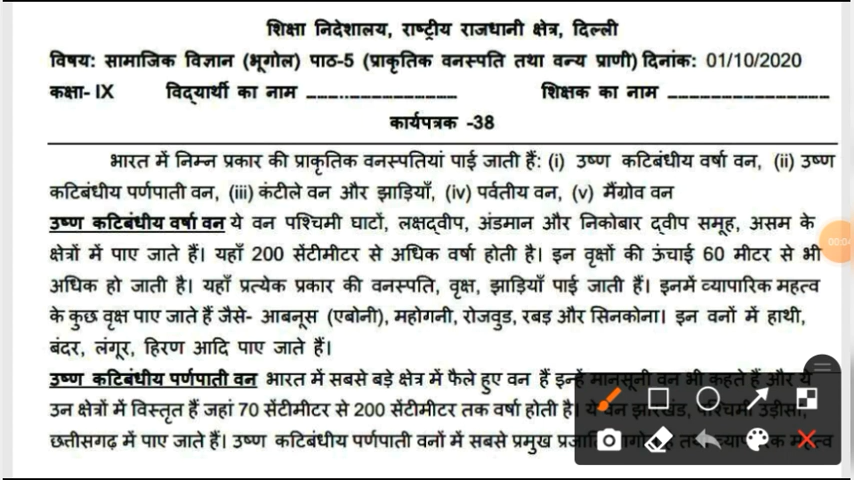 शिक्षा निदेशालय, राष्ट्रीय राजधानी क्षेत्र, दिल्ली
विषय: सामाजिक विज्ञान (भूगोल) पाठ-5 (प्राकृतिक वनस्पति तथा वन्य प्राणी) दिनांक: 01/10/2020
कक्षा- IX विद्यार्थी का नाम शिक्षक का नाम
कार्यपत्रक -38
भारत में निम्न प्रकार की प्राकृतिक वनस्पतियां पाई जाती हैं: (i) उष्ण कटिबंधीय वर्षा वन, (ii) उष्ण
कटिबंधीय पर्णपाती वन, (iii) कंटीले वन और झाड़ियाँ, (iv) पर्वतीय वन, (v) मैंग्रोव वन
उष्ण कटिबंधीय वर्षा वन ये वन पश्चिमी घाटों, लक्षद्वीप, अंडमान और निकोबार द्वीप समूह, असम के
क्षेत्रों में पाए जाते हैं। यहाँ 200 सेंटीमीटर से अधिक वर्षा होती है। इन वृक्षों की ऊंचाई 60 मीटर से भी
अधिक हो जाती है। यहाँ प्रत्येक प्रकार की वनस्पति, वृक्ष, झाड़ियाँ पाई जाती हैं। इनमें व्यापारिक महत्व
के कुछ वृक्ष पाए जाते हैं जैसे- आबनूस (एबोनी), महोगनी, रोजवुड, रबड़ और सिनकोना। इन वनों में हाथी,
बंदर, लंगूर, हिरण आदि पाए जाते हैं।
उष्ण कटिबंधीय पर्णपाती वन भारत में सबसे बड़े क्षेत्र में फैले हुए वन हैं इन्हें मानसूनी वन भी कहते हैं और ये
उन क्षेत्रों में विस्तृत हैं जहां 70 सेंटीमीटर से 200 सेंटीमीटर तक वर्षा होती है। ये वन झारखंड, पश्चिमी उड़ीसा,
छत्तीसगढ़ में पाए जाते हैं। उष्ण कटिबंधीय पर्णपाती वनों में सबसे प्रमुख
00:04